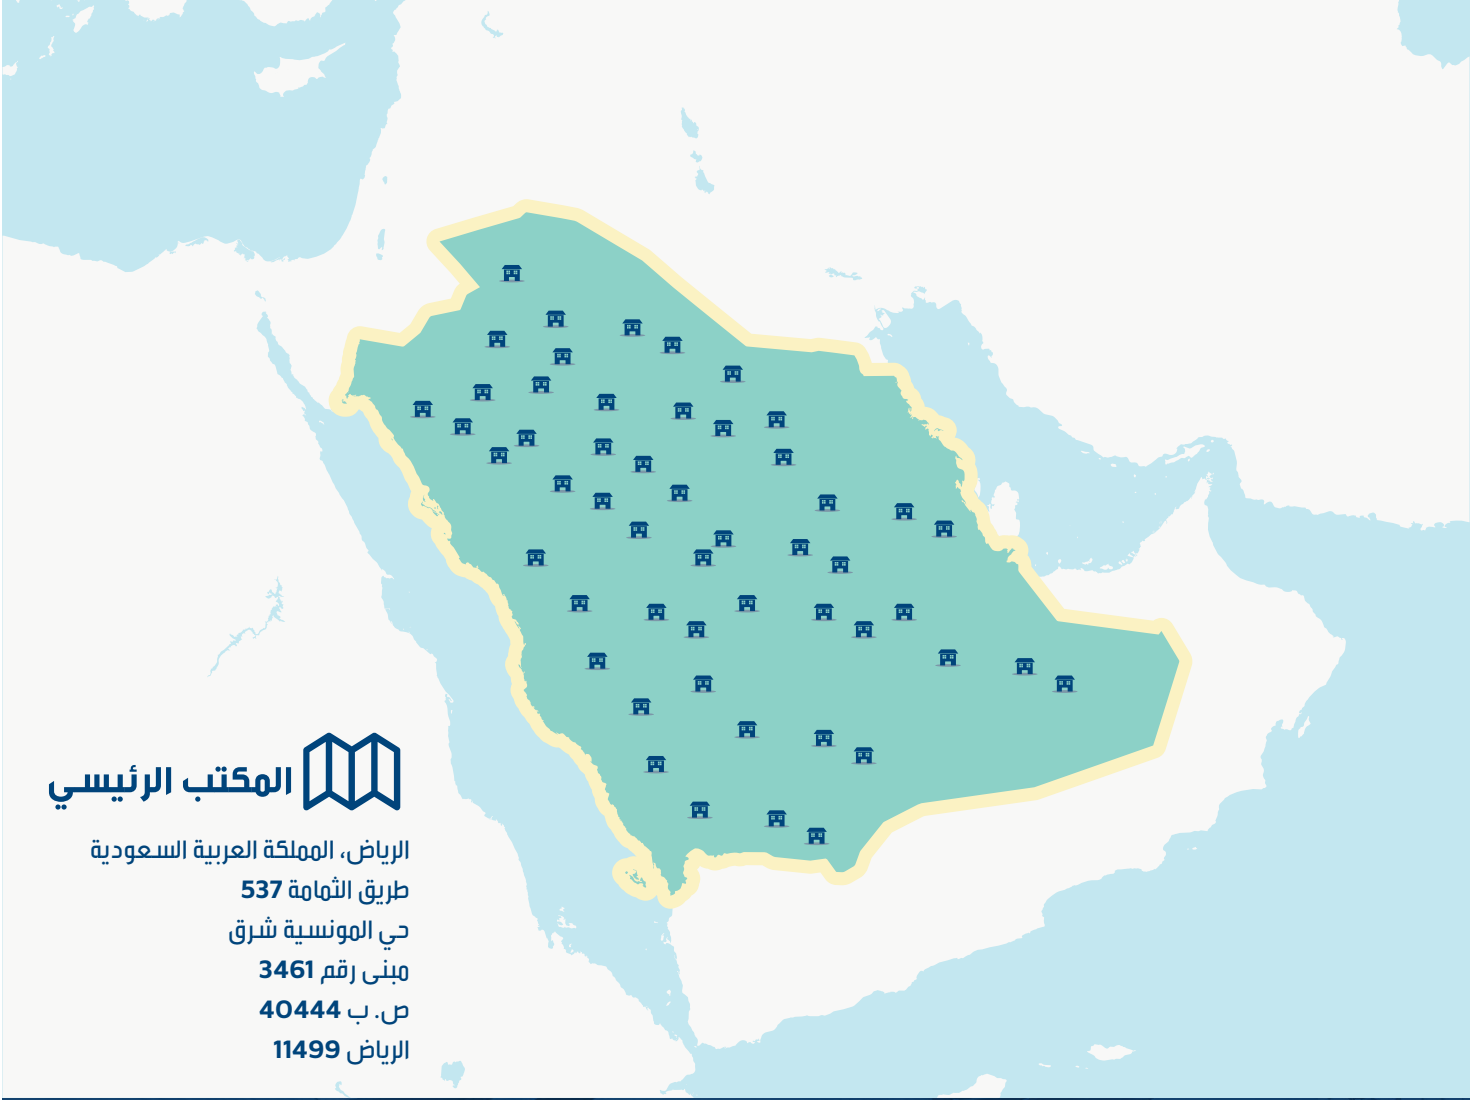 المكتب الرئيسي
الرياض، المملكة العربية السعودية
طريق الثمامة 537
حي المونسية شرق
مبنى رقم 3461
ص. ب 40444
الرياض 11499